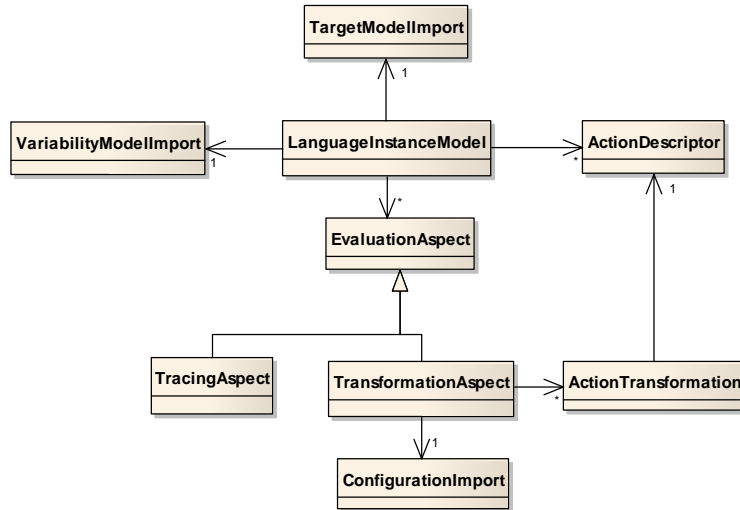 TargetModelImport
1
VariabilityModelImport
LanguageInstanceModel
ActionDescriptor
1
*
*
1
EvaluationAspect
TracingAspect
TransformationAspect
ActionTransformation
*
1
ConfigurationImport